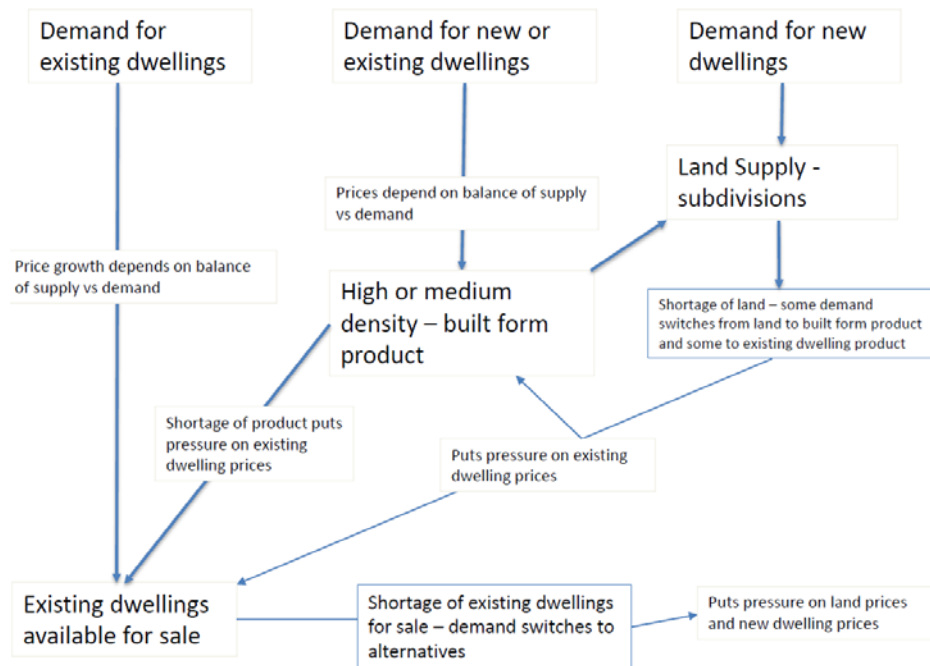 Demand for
existing dwellings
Demand for new or
existing dwellings
Demand for new
dwellings
Land Supply -
subdivisions
Prices depend on balance of supply
vs demand
Price growth depends on balance
of supply vs demand
High or medium
density – built form
product
Shortage of land – some demand
switches from land to built form product
and some to existing dwelling product
Shortage of product puts
pressure on existing
dwelling prices
Puts pressure on existing
dwelling prices
Existing dwellings
available for sale
Shortage of existing dwellings
for sale – demand switches to
alternatives
Puts pressure on land prices
and new dwelling prices